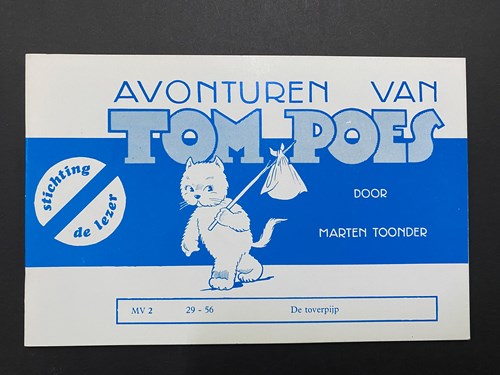 AVONTUREN VAN
TOM POES
stichting
de lezer
DOOR
MARTEN TOONDER
MV 2 29 - 56 De toverpijp